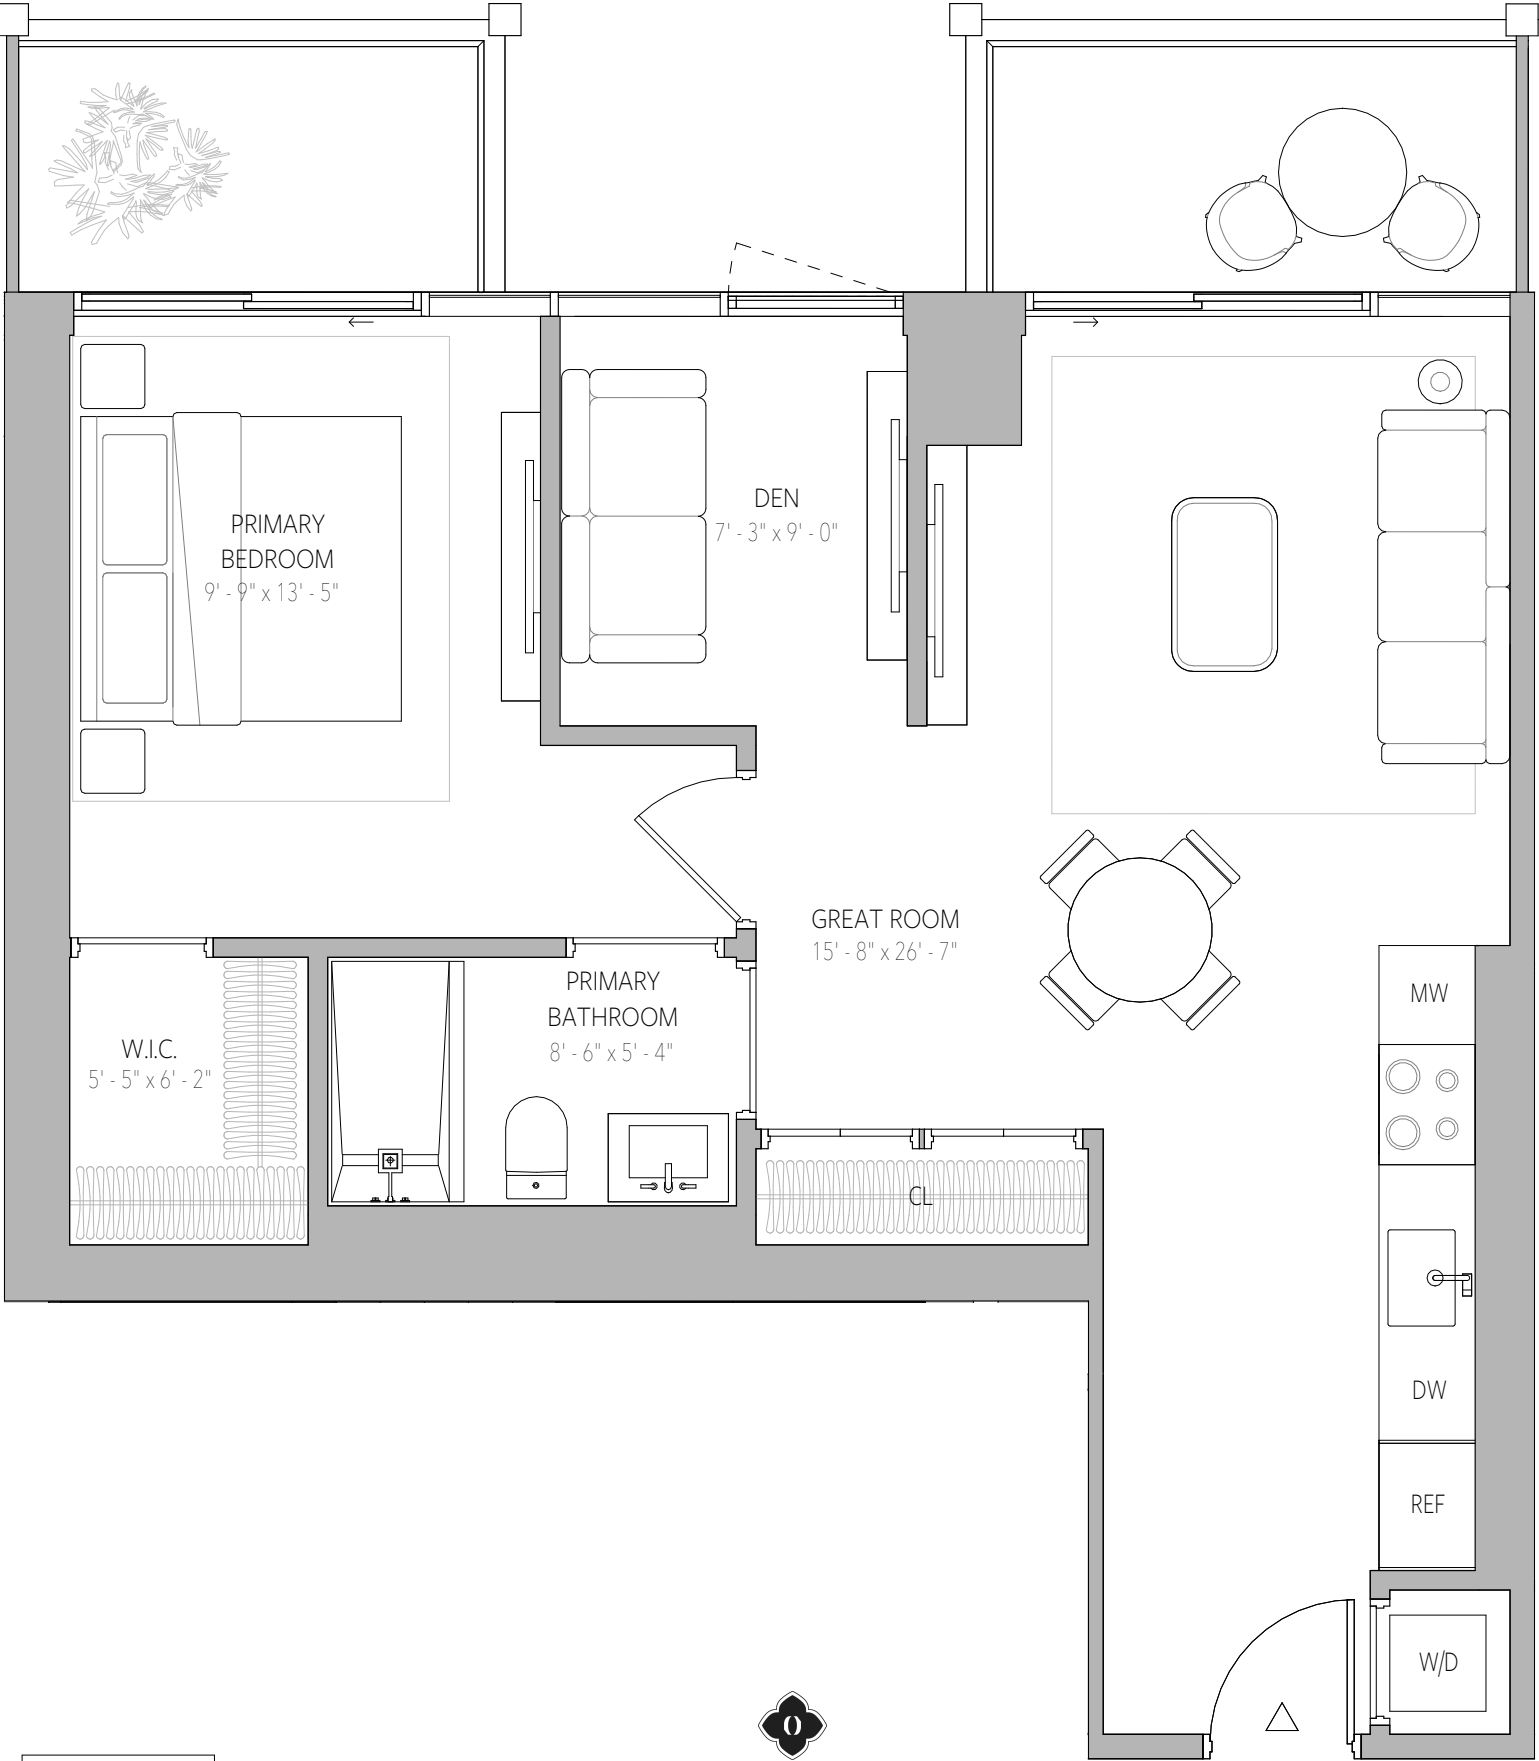 DEN
7' - 3" x 9' - 0"
PRIMARY
BEDROOM
9' - 9" x 13' - 5"
GREAT ROOM
15' - 8" x 26' - 7"
PRIMARY
BATHROOM
8' - 6" x 5' - 4"
MW
W.I.C.
5' - 5" x 6' - 2"
CL
DW
REF
W/D
0